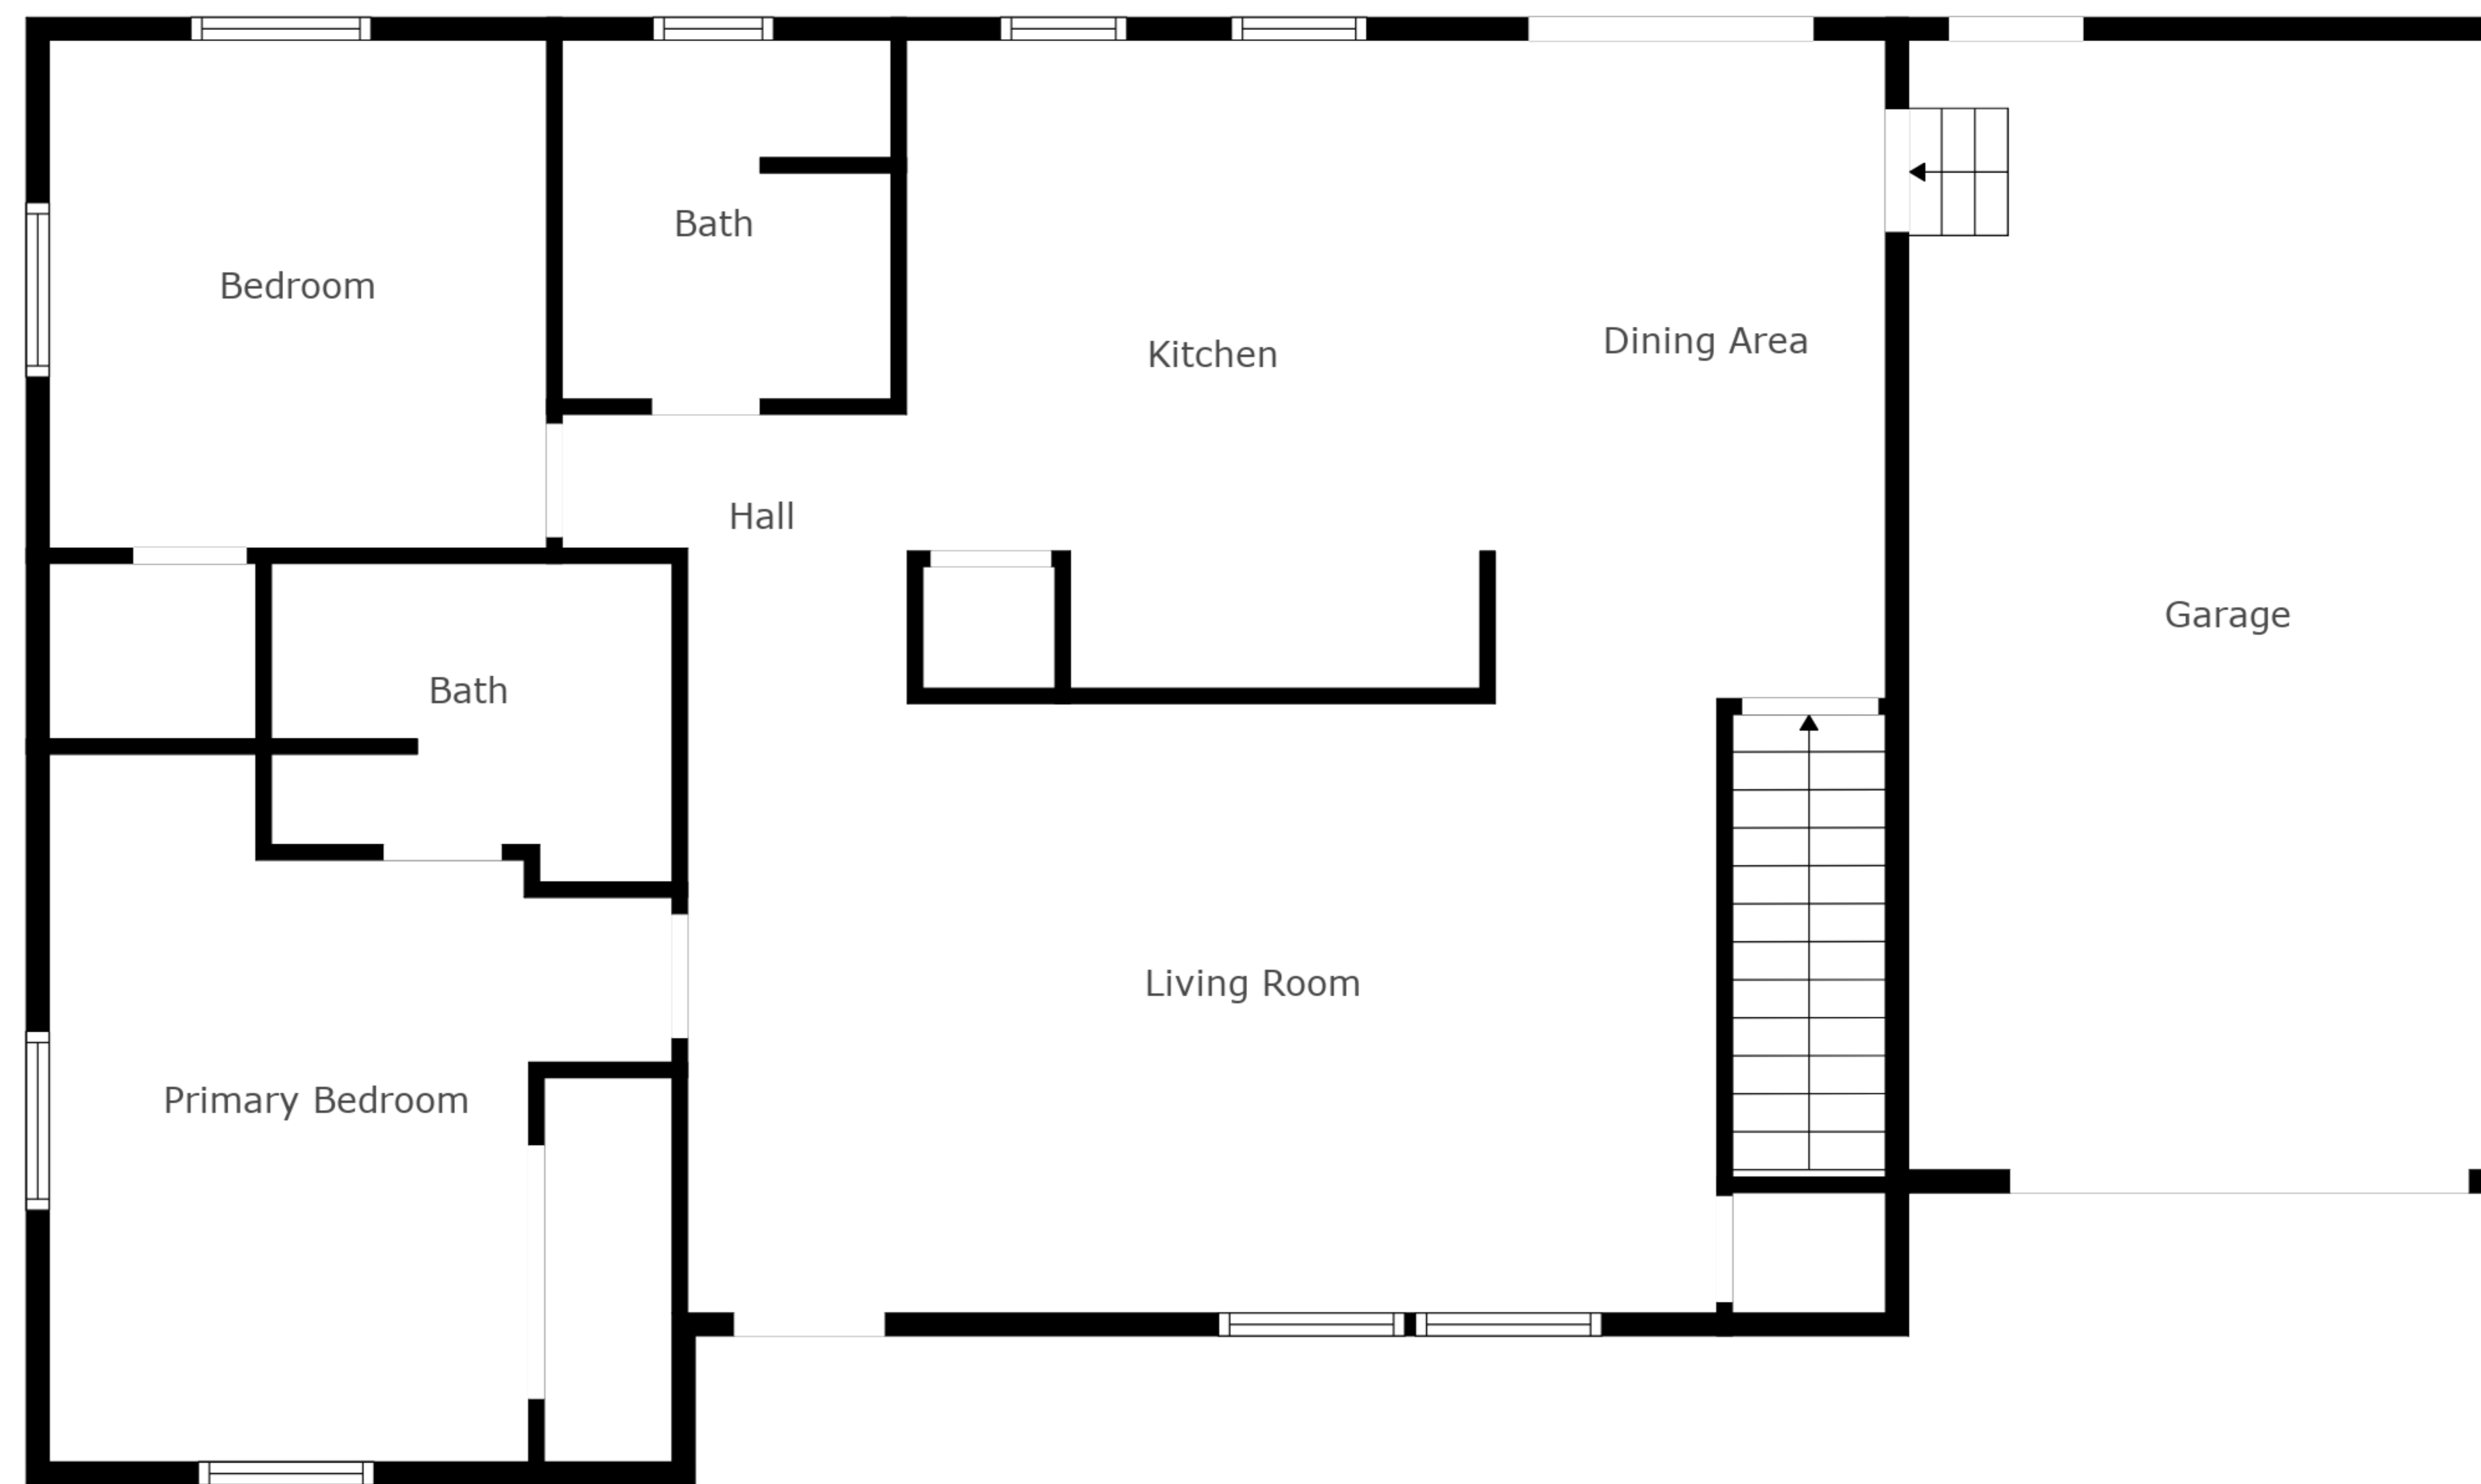 Bath
Bedroom
Kitchen
Dining Area
Hall
Garage
Bath
Living Room
Primary Bedroom